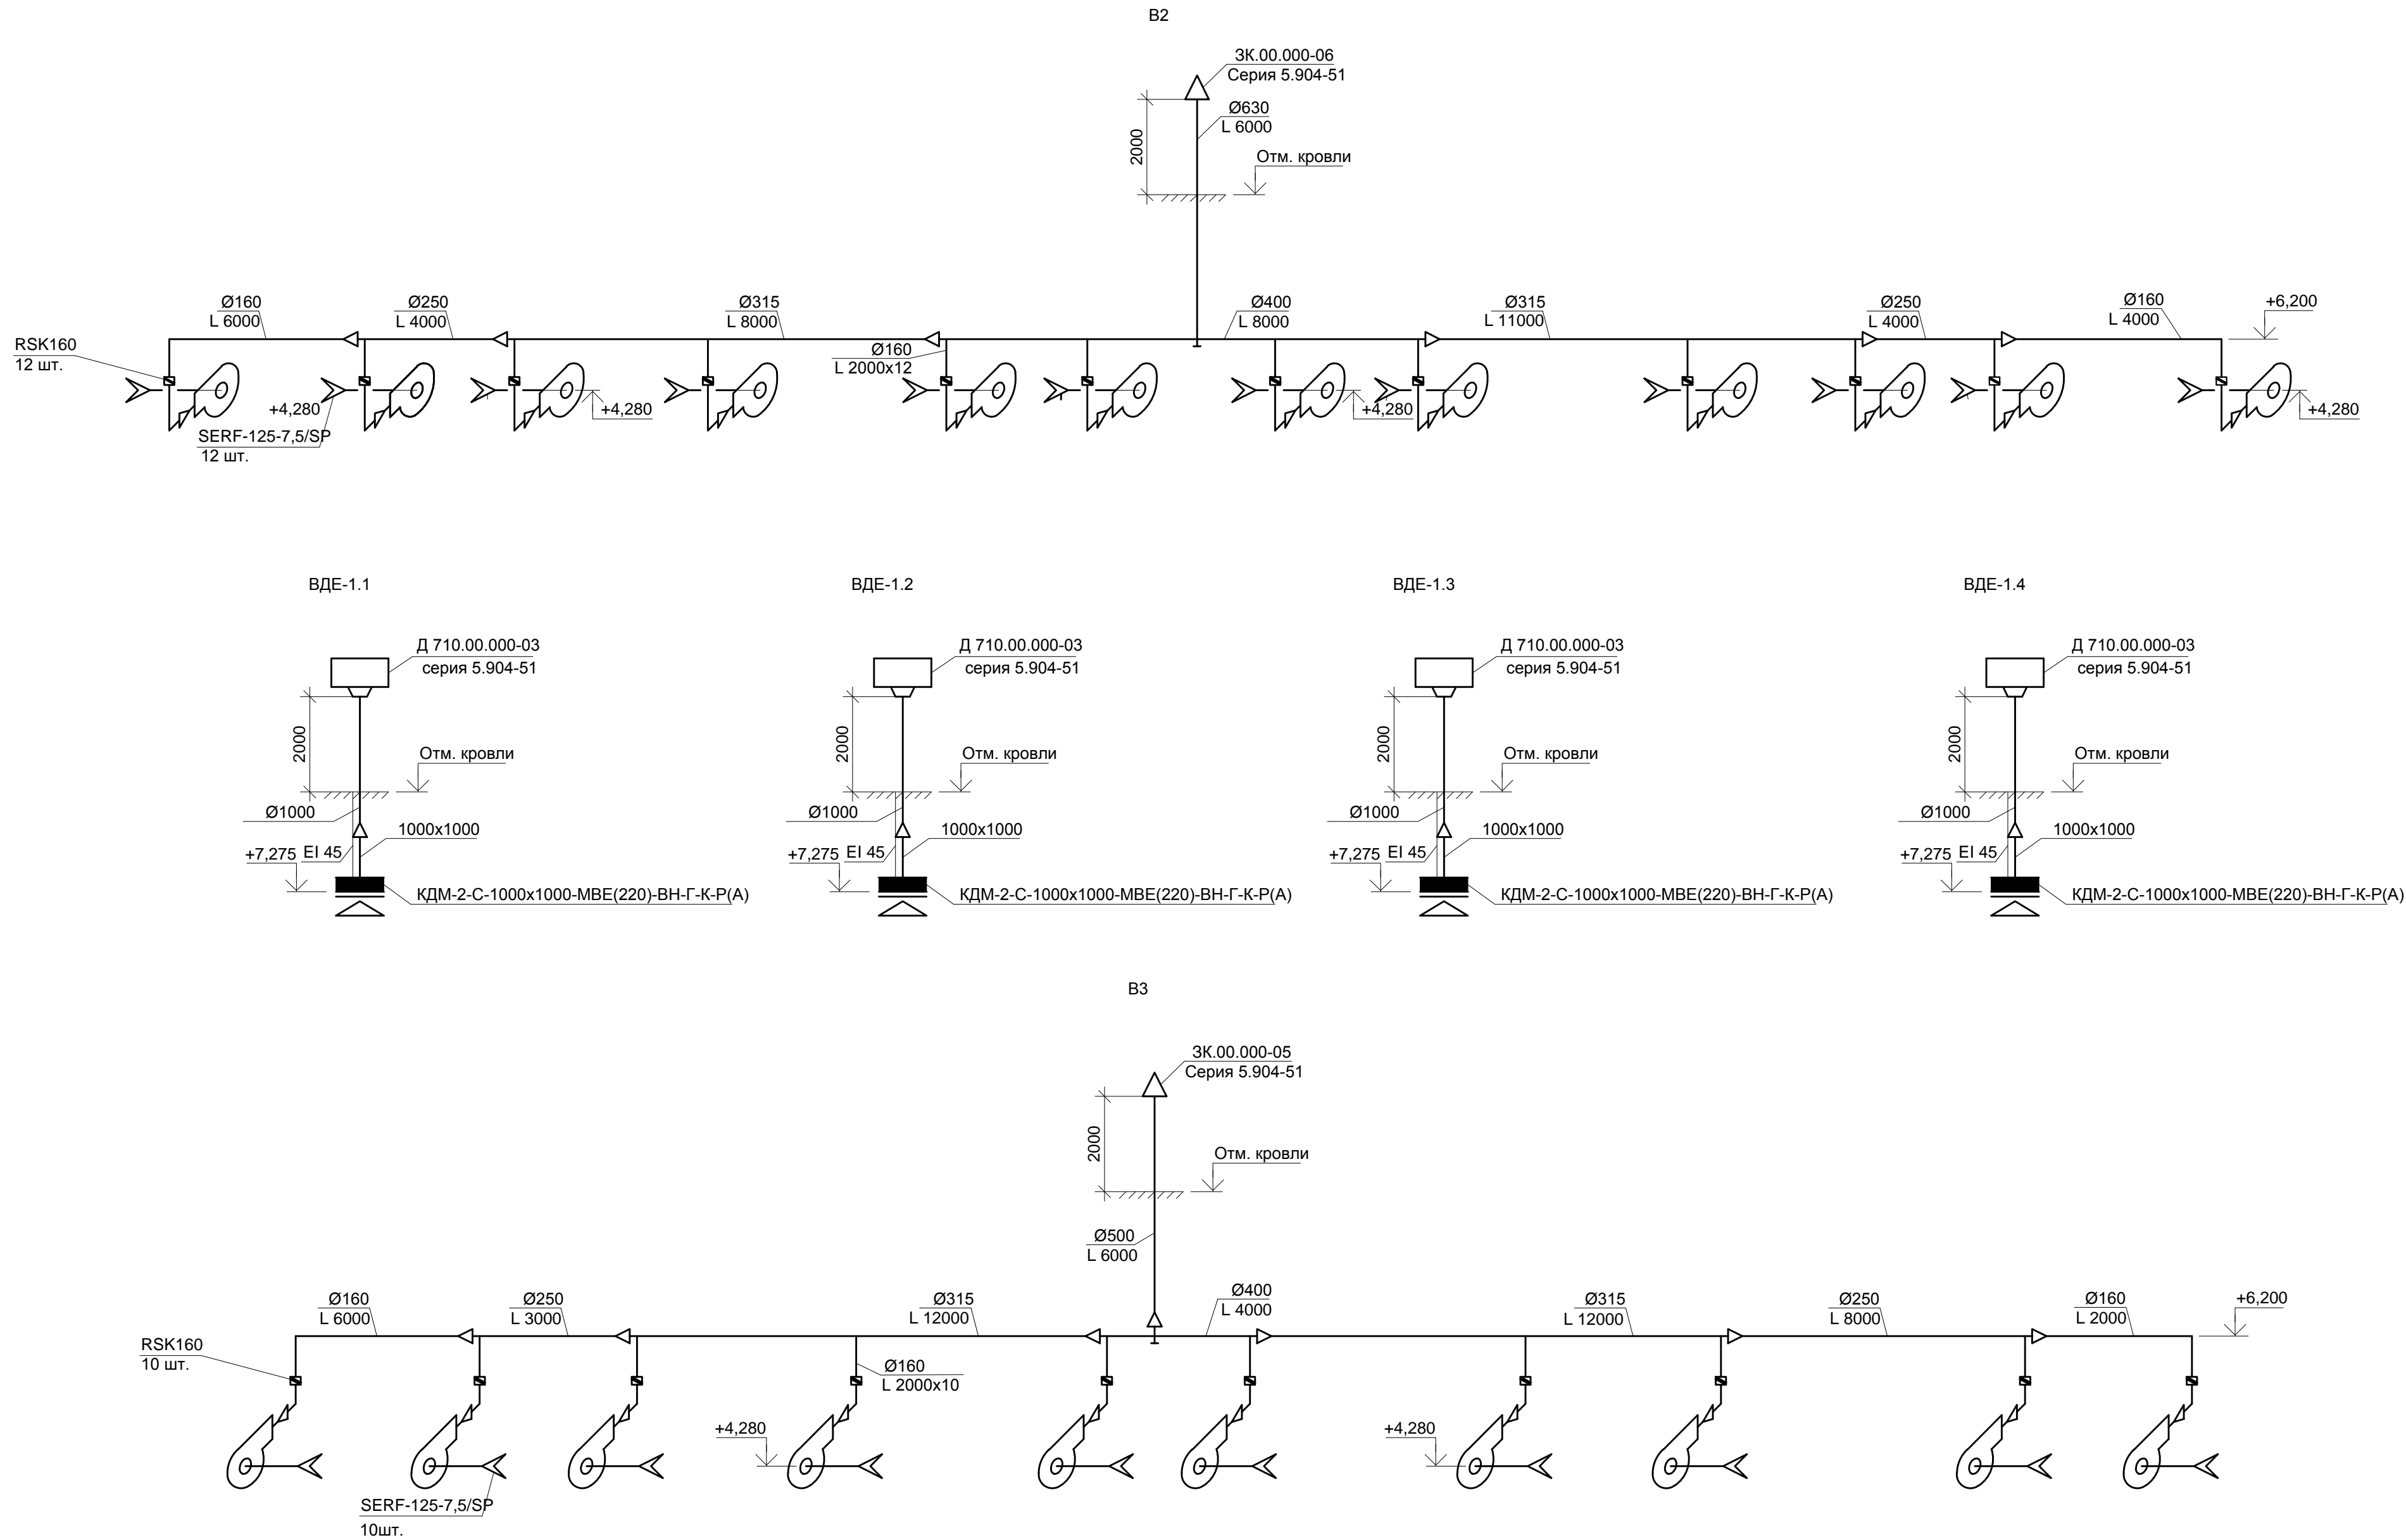 В2
ЗК.00.000-06
Серия 5.904-51
Ø630
L 6000
2000
Отм. кровли
Ø160
L 6000
Ø250
L 4000
Ø315
L 8000
Ø400
L 8000
Ø315
L 11000
Ø250
L 4000
Ø160
L 4000
+6,200
RSK160
12 шт.
Ø160
L 2000x12
+4,280
+4,280
+4,280
+4,280
SERF-125-7,5/SP
12 шт.
ВДЕ-1.1
Д 710.00.000-03
серия 5.904-51
2000
Отм. кровли
Ø1000
1000x1000
+7,275
EI 45
КДМ-2-С-1000х1000-МВЕ(220)-ВН-Г-К-Р(А)
ВДЕ-1.2
Д 710.00.000-03
серия 5.904-51
2000
Отм. кровли
Ø1000
1000x1000
+7,275
EI 45
КДМ-2-С-1000х1000-МВЕ(220)-ВН-Г-К-Р(А)
ВДЕ-1.3
Д 710.00.000-03
серия 5.904-51
2000
Отм. кровли
Ø1000
1000x1000
+7,275
EI 45
КДМ-2-С-1000х1000-МВЕ(220)-ВН-Г-К-Р(А)
ВДЕ-1.4
Д 710.00.000-03
серия 5.904-51
2000
Отм. кровли
Ø1000
1000x1000
+7,275
EI 45
КДМ-2-С-1000х1000-МВЕ(220)-ВН-Г-К-Р(А)
В3
ЗК.00.000-05
Серия 5.904-51
2000
Отм. кровли
Ø500
L 6000
Ø160
L 6000
Ø250
L 3000
Ø315
L 12000
Ø400
L 4000
Ø315
L 12000
Ø250
L 8000
Ø160
L 2000
+6,200
RSK160
10 шт.
Ø160
L 2000x10
+4,280
+4,280
SERF-125-7,5/SP
10шт.